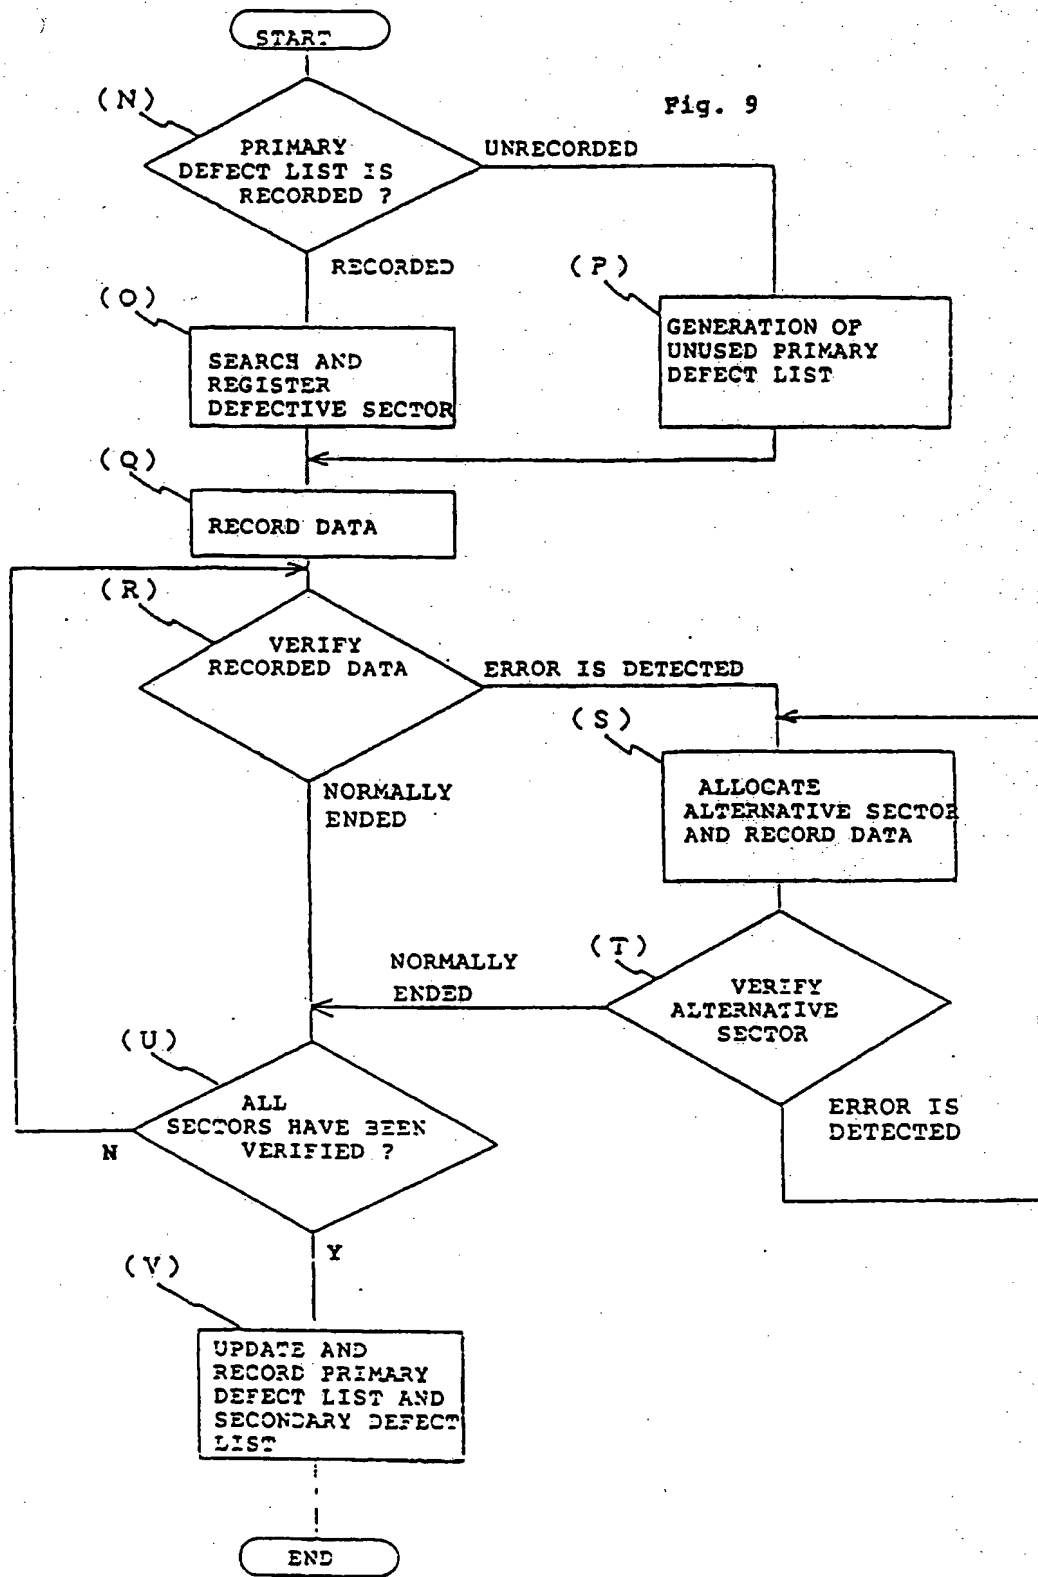 START
Fig. 9
(N)
PRIMARY
DEFECT LIST IS
RECORDED ?
UNRECORDED
RECORDED
(O)
SEARCH AND
REGISTER
DEFECTIVE SECTOR
(P)
GENERATION OF
UNUSED PRIMARY
DEFECT LIST
(Q)
RECORD DATA
(R)
VERIFY
RECORDED DATA
ERROR IS DETECTED
NORMALLY
ENDED
(S)
ALLOCATE
ALTERNATIVE SECTOR
AND RECORD DATA
(T)
VERIFY
ALTERNATIVE
SECTOR
NORMALLY
ENDED
ERROR IS
DETECTED
(U)
ALL
SECTORS HAVE BEEN
VERIFIED ?
N
Y
(V)
UPDATE AND
RECORD PRIMARY
DEFECT LIST AND
SECONDARY DEFECT
LIST
END